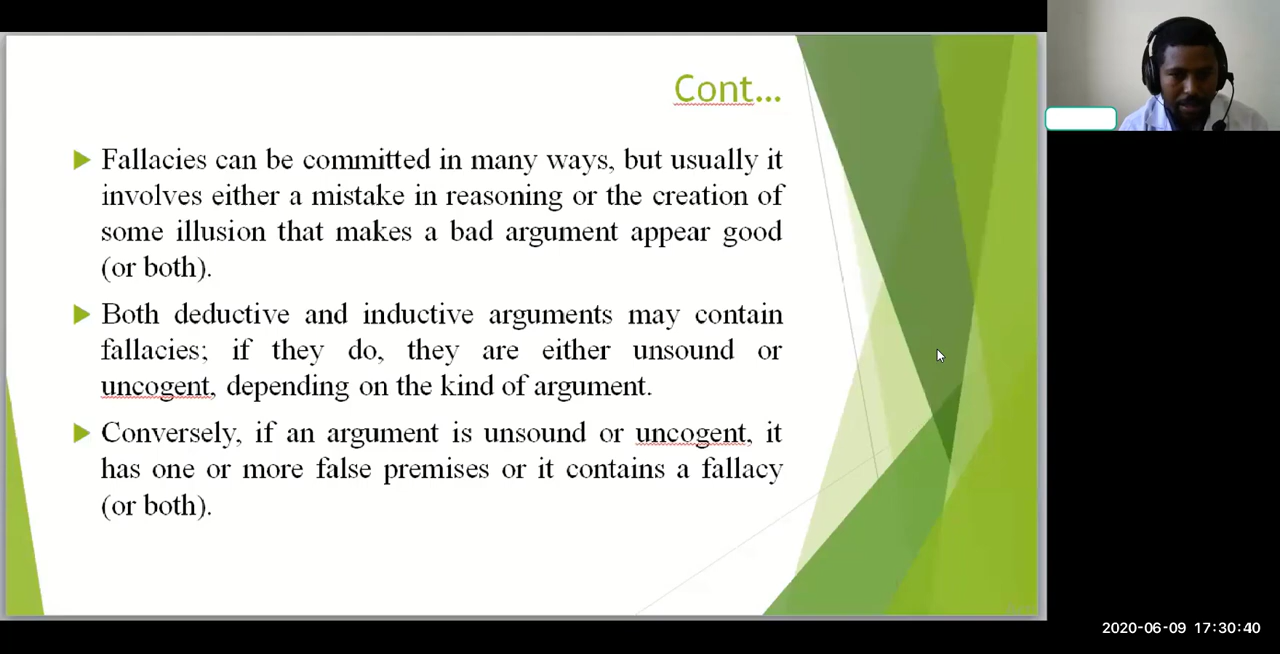 Cont...
Fallacies can be committed in many ways, but usually it
involves either a mistake in reasoning or the creation of
some illusion that makes a bad argument appear good
(or both).
Both deductive and inductive arguments may contain
fallacies; if they do, they are either unsound or
uncogent, depending on the kind of argument.
Conversely, if an argument is unsound or uncogent, it
has one or more false premises or it contains a fallacy
(or both).
2020-06-09 17:30:40